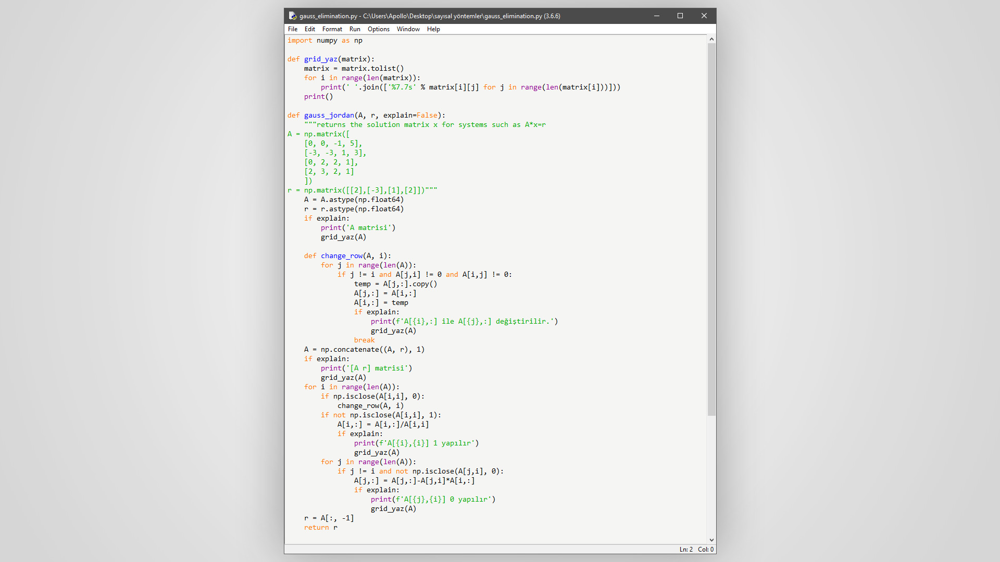 gauss_elimination.py - C:\Users\Apollo\Desktop\sayısal yöntemler\gauss_elimination.py (3.6.6)
File Edit Format Run Options Window Help
import numpy as np

def grid_yaz(matrix):
    matrix = matrix.tolist()
    for i in range(len(matrix)):
        print(' '.join(['%7.7s' % matrix[i][j] for j in range(len(matrix[i]))]))
    print()

def gauss_jordan(A, r, explain=False):
    """returns the solution matrix x for systems such as A*x=r
A = np.matrix([
    [0, 0, -1, 5],
    [-3, -3, 1, 3],
    [0, 2, 2, 1],
    [2, 3, 2, 1]
    ])
r = np.matrix([[2],[-3],[1],[2]])"""
    A = A.astype(np.float64)
    r = r.astype(np.float64)
    if explain:
        print('A matrisi')
        grid_yaz(A)

    def change_row(A, i):
        for j in range(len(A)):
            if j != i and A[j,i] != 0 and A[i,j] != 0:
                temp = A[j,:].copy()
                A[j,:] = A[i,:]
                A[i,:] = temp
                if explain:
                    print(f'A[{i},:] ile A[{j},:] değiştirilir.')
                    grid_yaz(A)
                break
    A = np.concatenate((A, r), 1)
    if explain:
        print('[A r] matrisi')
        grid_yaz(A)
    for i in range(len(A)):
        if np.isclose(A[i,i], 0):
            change_row(A, i)
        if not np.isclose(A[i,i], 1):
            A[i,:] = A[i,:]/A[i,i]
            if explain:
                print(f'A[{i},{i}] 1 yapılır')
                grid_yaz(A)
        for j in range(len(A)):
            if j != i and not np.isclose(A[j,i], 0):
                A[j,:] = A[j,:]-A[j,i]*A[i,:]
                if explain:
                    print(f'A[{j},{i}] 0 yapılır')
                    grid_yaz(A)
    r = A[:, -1]
    return r
Ln: 2 Col: 0